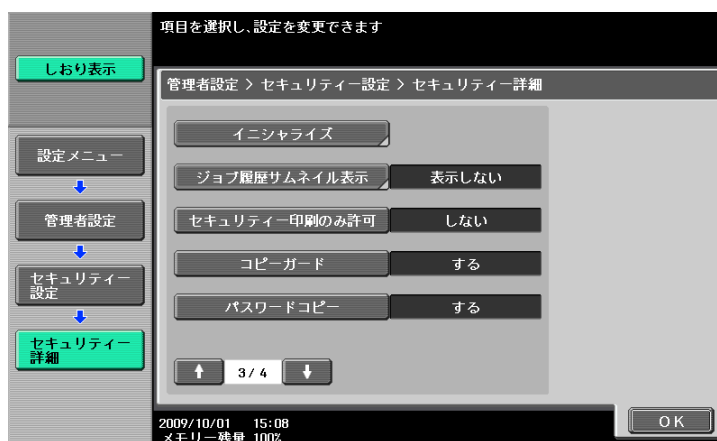 項目を選択し、設定を変更できます
しおり表示
管理者設定 > セキュリティー設定 > セキュリティー詳細
設定メニュー
管理者設定
セキュリティー
設定
セキュリティー
詳細
イニシャライズ
ジョブ履歴サムネイル表示 表示しない
セキュリティー印刷のみ許可 しない
コピーガード する
パスワードコピー する
3/ 4
2009/10/01 15:08
メモリー残量 100%
OK